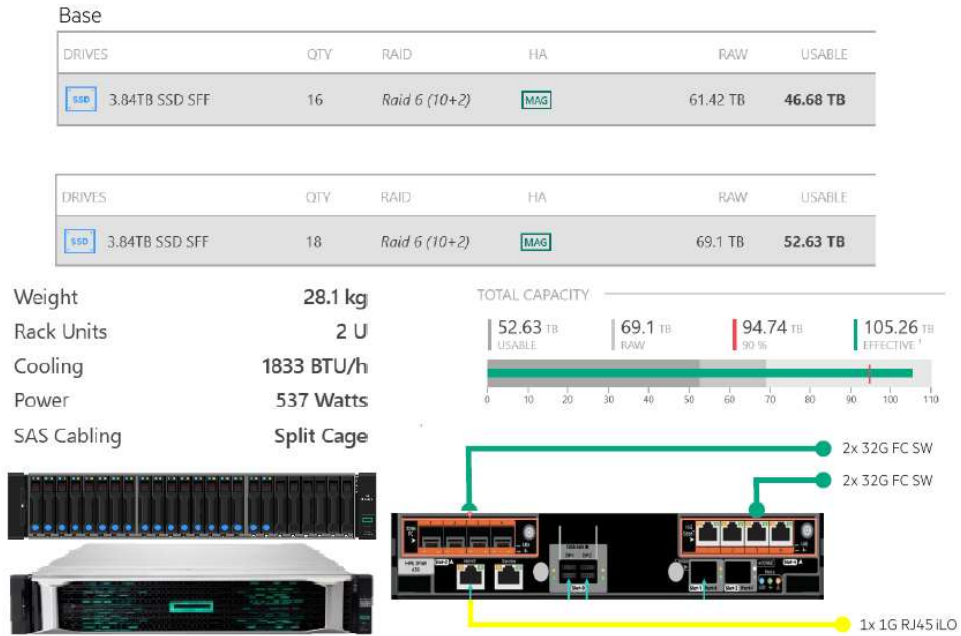 Base
DRIVES QTY RAID HA RAW USABLE
SSD 3.84TB SSD SFF 16 Raid 6 (10+2) MAG 61.42 TB 46.68 TB
DRIVES QTY RAID HA RAW USABLE
SSD 3.84TB SSD SFF 18 Raid 6 (10+2) MAG 69.1 TB 52.63 TB
Weight 28.1 kg
Rack Units 2 U
Cooling 1833 BTU/h
Power 537 Watts
SAS Cabling Split Cage
TOTAL CAPACITY
52.63 TB 69.1 TB 94.74 TB 105.26 TB
USABLE RAW 90 % EFFECTIVE 1
0 10 20 30 40 50 60 70 80 90 100 110
2x 32G FC SW
2x 32G FC SW
1x 1G RJ45 iLO